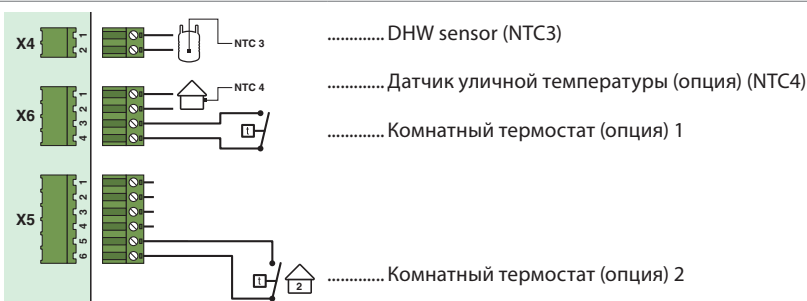 X4
1
2
NTC 3
............. DHW sensor (NTC3)
X6
1
2
3
4
NTC 4
............. Датчик уличной температуры (опция) (NTC4)
t
............. Комнатный термостат (опция) 1
X5
1
2
3
4
5
6
t
2
............. Комнатный термостат (опция) 2